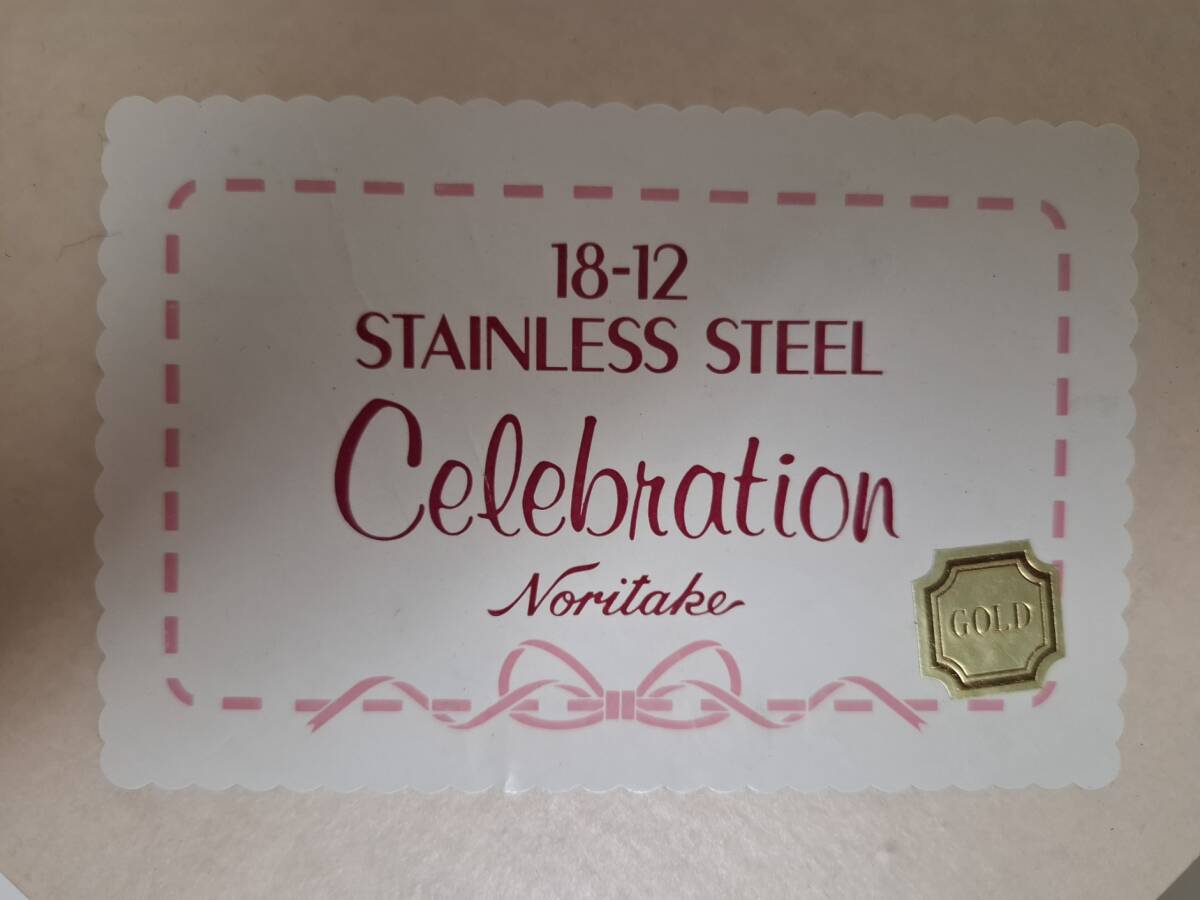 18-12
STAINLESS STEEL
Celebration
Noritake
GOLD